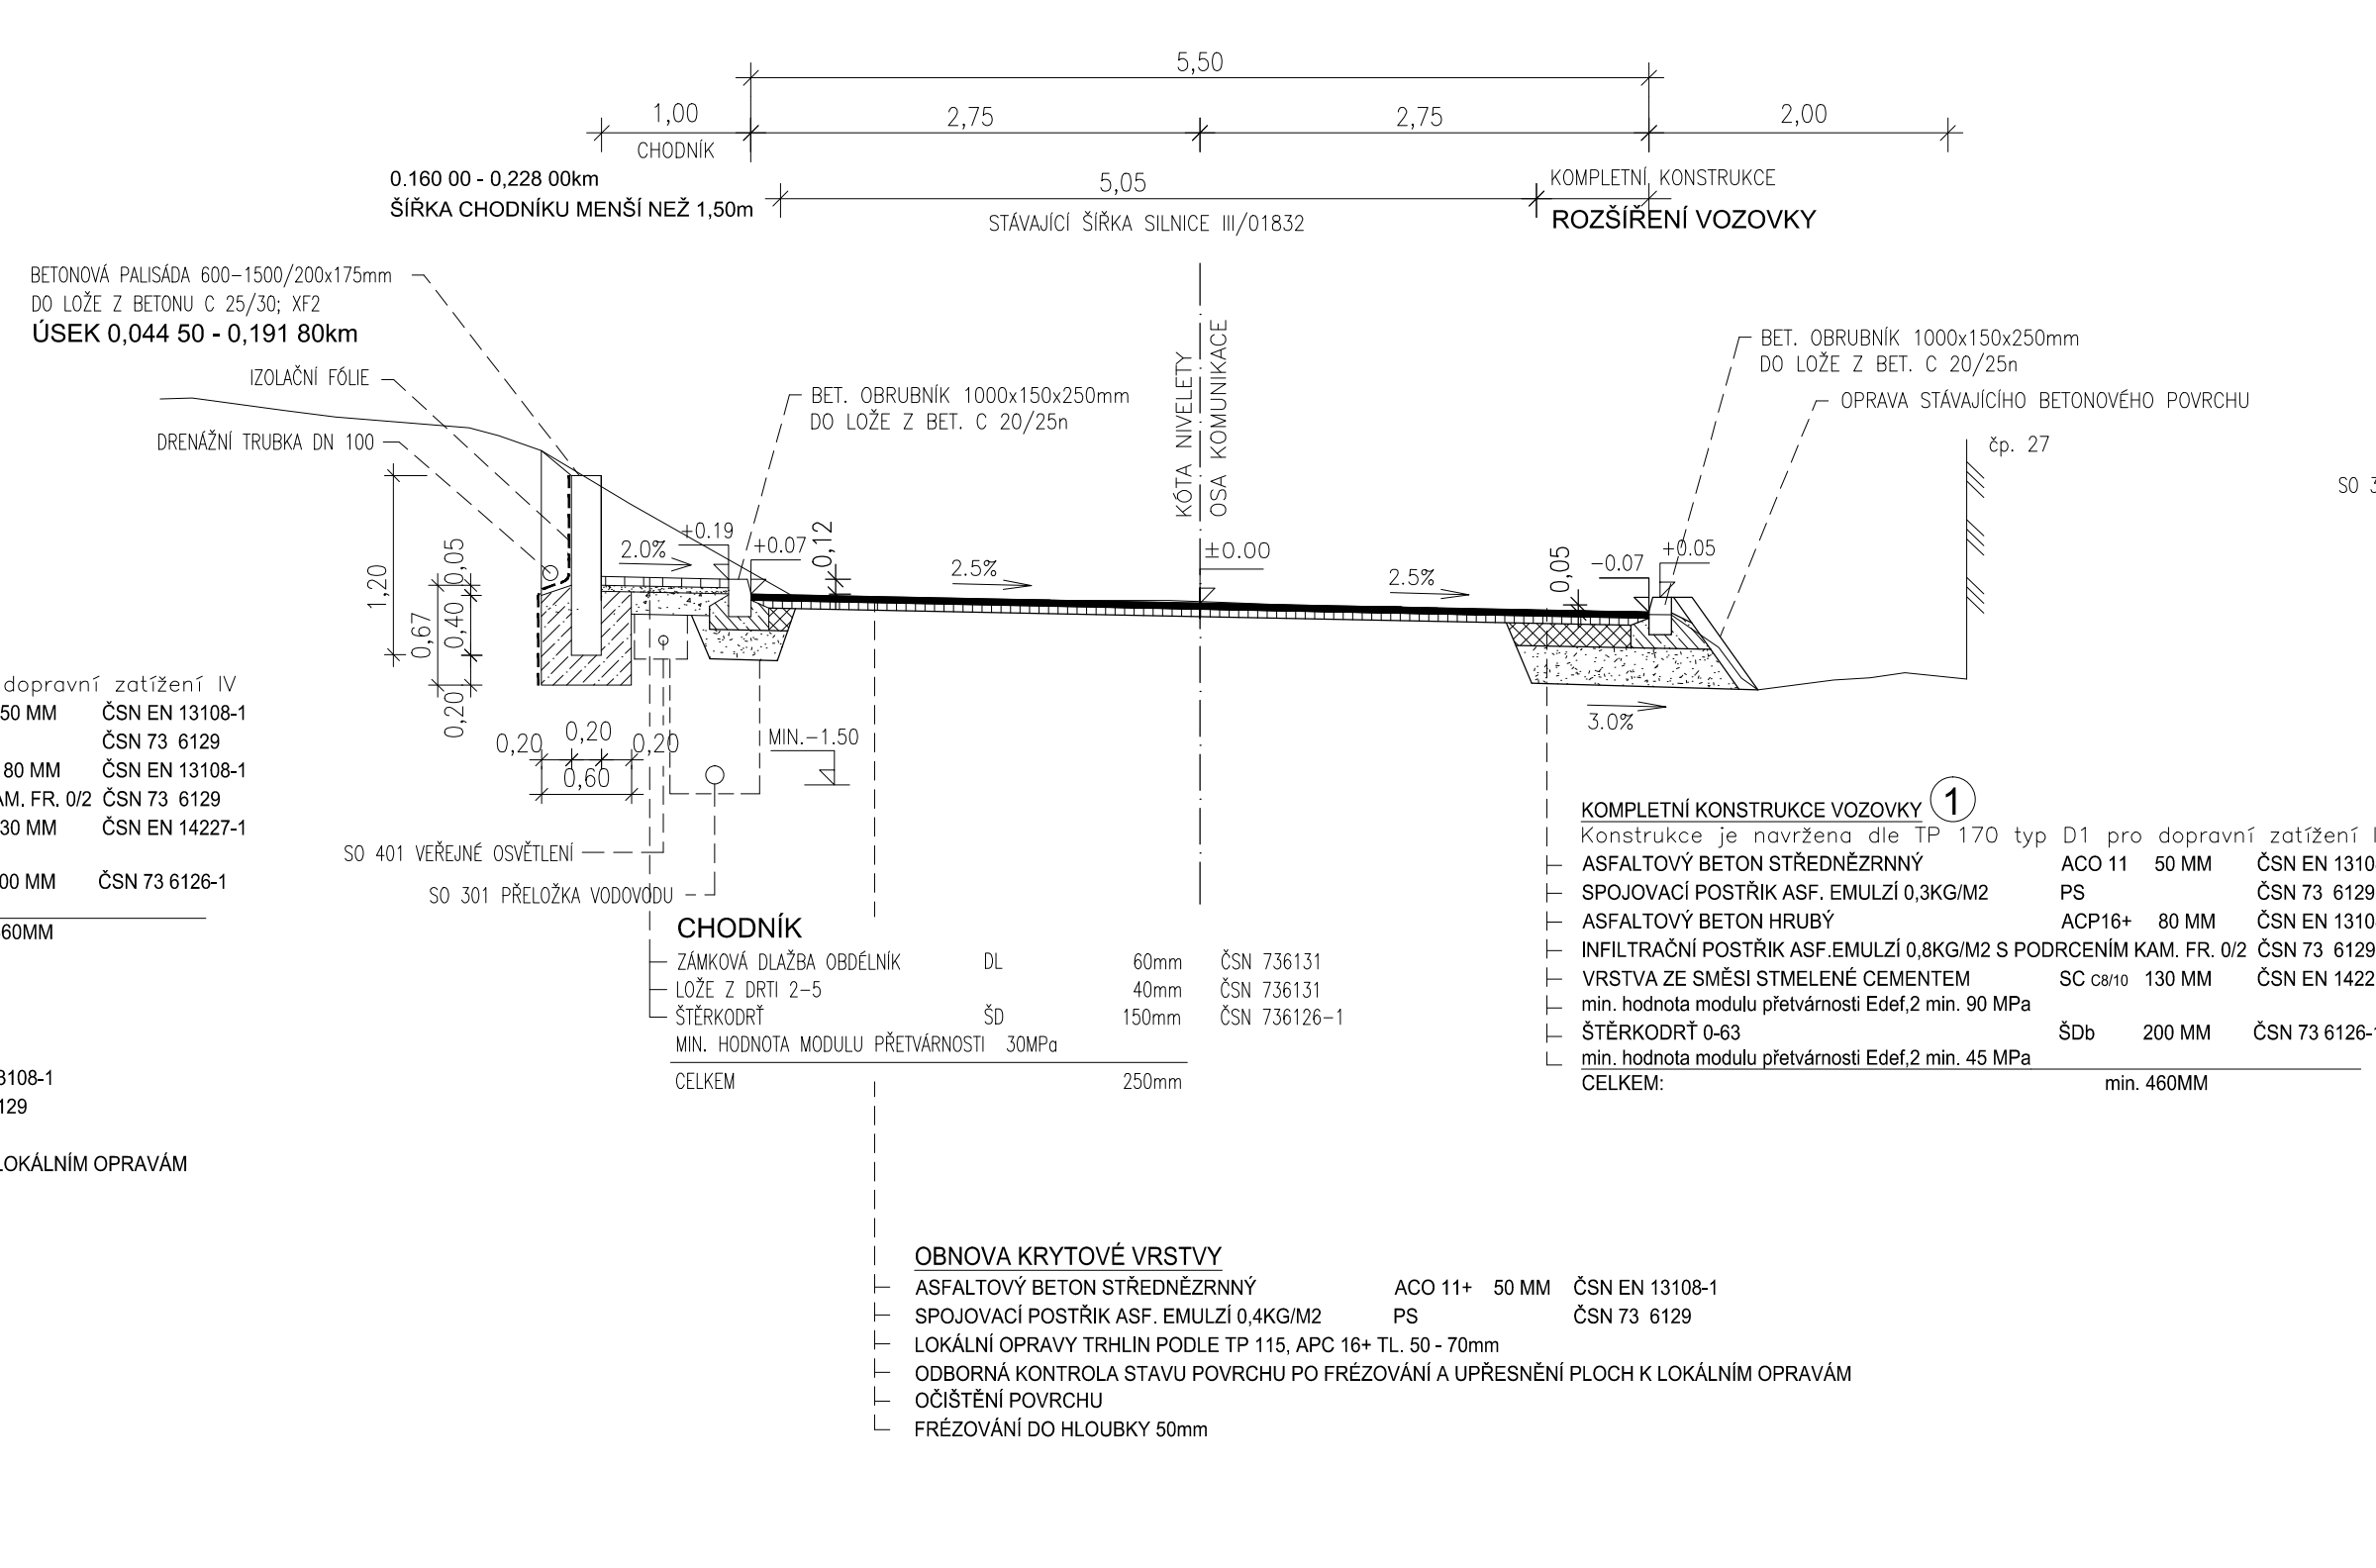 5,50
1,00
2,75
2,75
2,00
CHODNÍK
0.160 00 - 0,228 00km
ŠÍŘKA CHODNÍKU MENŠÍ NEŽ 1,50m
5,05
KOMPLETNÍ KONSTRUKCE
STÁVAJÍCÍ ŠÍŘKA SILNICE III/01832
ROZŠÍŘENÍ VOZOVKY
BETONOVÁ PALISÁDA 600-1500/200x175mm
DO LOŽE Z BETONU C 25/30; XF2
ÚSEK 0,044 50 - 0,191 80km
IZOLAČNÍ FÓLIE
DRENÁŽNÍ TRUBKA DN 100
BET. OBRUBNÍK 1000x150x250mm
DO LOŽE Z BET. C 20/25n
KÓTA NIVELETY
OSA KOMUNIKACE
BET. OBRUBNÍK 1000x150x250mm
DO LOŽE Z BET. C 20/25n
OPRAVA STÁVAJÍCÍHO BETONOVÉHO POVRCHU
čp. 27
SO 3
1,20
0,67
0,05
0,40
0,20
2.0%
+0.19
+0.07
0,12
2.5%
±0.00
2.5%
0,05
-0.07
+0.05
3.0%
0,20
0,20
0,20
0,60
MIN.-1.50
dopravní zatížení IV
50 MM ČSN EN 13108-1
ČSN 73 6129
80 MM ČSN EN 13108-1
AM. FR. 0/2 ČSN 73 6129
30 MM ČSN EN 14227-1
00 MM ČSN 73 6126-1
60MM
3108-1
129
LOKÁLNÍM OPRAVÁM
SO 401 VEŘEJNÉ OSVĚTLENÍ
SO 301 PŘELOŽKA VODOVODU
CHODNÍK
ZÁMKOVÁ DLAŽBA OBDÉLNÍK DL 60mm ČSN 736131
LOŽE Z DRTI 2-5 40mm ČSN 736131
ŠTĚRKODRŤ ŠD 150mm ČSN 736126-1
MIN. HODNOTA MODULU PŘETVÁRNOSTI 30MPa
CELKEM 250mm
KOMPLETNÍ KONSTRUKCE VOZOVKY 1
Konstrukce je navržena dle TP 170 typ D1 pro dopravní zatížení I
ASFALTOVÝ BETON STŘEDNĚZRNNÝ ACO 11 50 MM ČSN EN 1310
SPOJOVACÍ POSTŘIK ASF. EMULZÍ 0,3KG/M2 PS ČSN 73 6129
ASFALTOVÝ BETON HRUBÝ ACP16+ 80 MM ČSN EN 1310
INFILTRAČNÍ POSTŘIK ASF.EMULZÍ 0,8KG/M2 S PODRCENÍM KAM. FR. 0/2 ČSN 73 6129
VRSTVA ZE SMĚSI STMELENÉ CEMENTEM SC C8/10 130 MM ČSN EN 1422
min. hodnota modulu přetvárnosti Edef,2 min. 90 MPa
ŠTĚRKODRŤ 0-63 ŠDb 200 MM ČSN 73 6126-1
min. hodnota modulu přetvárnosti Edef,2 min. 45 MPa
CELKEM: min. 460MM
OBNOVA KRYTOVÉ VRSTVY
ASFALTOVÝ BETON STŘEDNĚZRNNÝ ACO 11+ 50 MM ČSN EN 13108-1
SPOJOVACÍ POSTŘIK ASF. EMULZÍ 0,4KG/M2 PS ČSN 73 6129
LOKÁLNÍ OPRAVY TRHLIN PODLE TP 115, APC 16+ TL. 50 - 70mm
ODBORNÁ KONTROLA STAVU POVRCHU PO FRÉZOVÁNÍ A UPŘESNĚNÍ PLOCH K LOKÁLNÍM OPRAVÁM
OČIŠTĚNÍ POVRCHU
FRÉZOVÁNÍ DO HLOUBKY 50mm